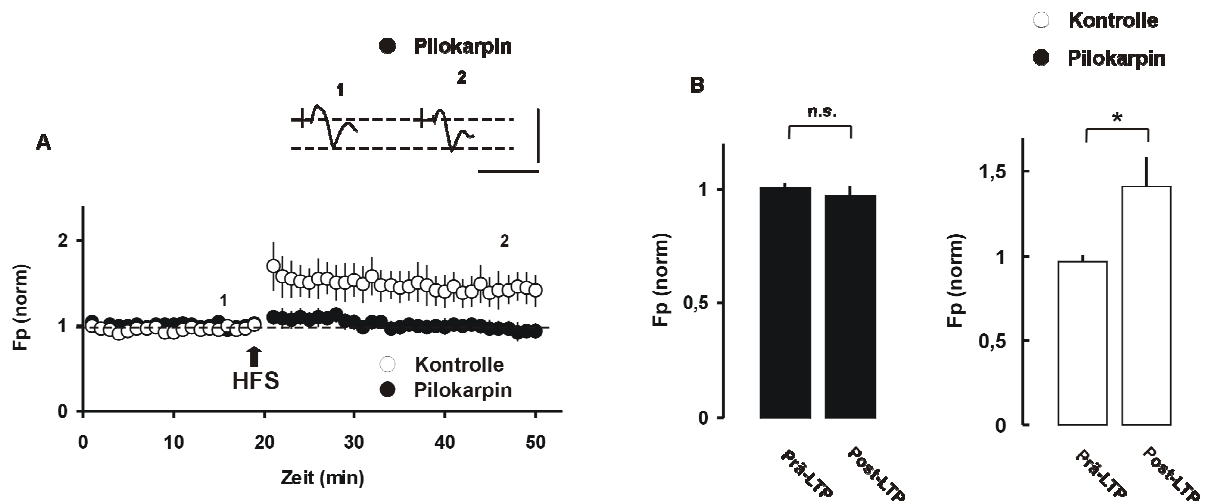 Pilokarpin
1 2
A
Fp (norm)
2
1
0
1
2
HFS
Kontrolle
Pilokarpin
0 10 20 30 40 50
Zeit (min)
Kontrolle
Pilokarpin
B
n.s.
Fp (norm)
1
0,5
0
Prä-LTP Post-LTP
*
Fp (norm)
1,5
1
0,5
0
Prä-LTP Post-LTP